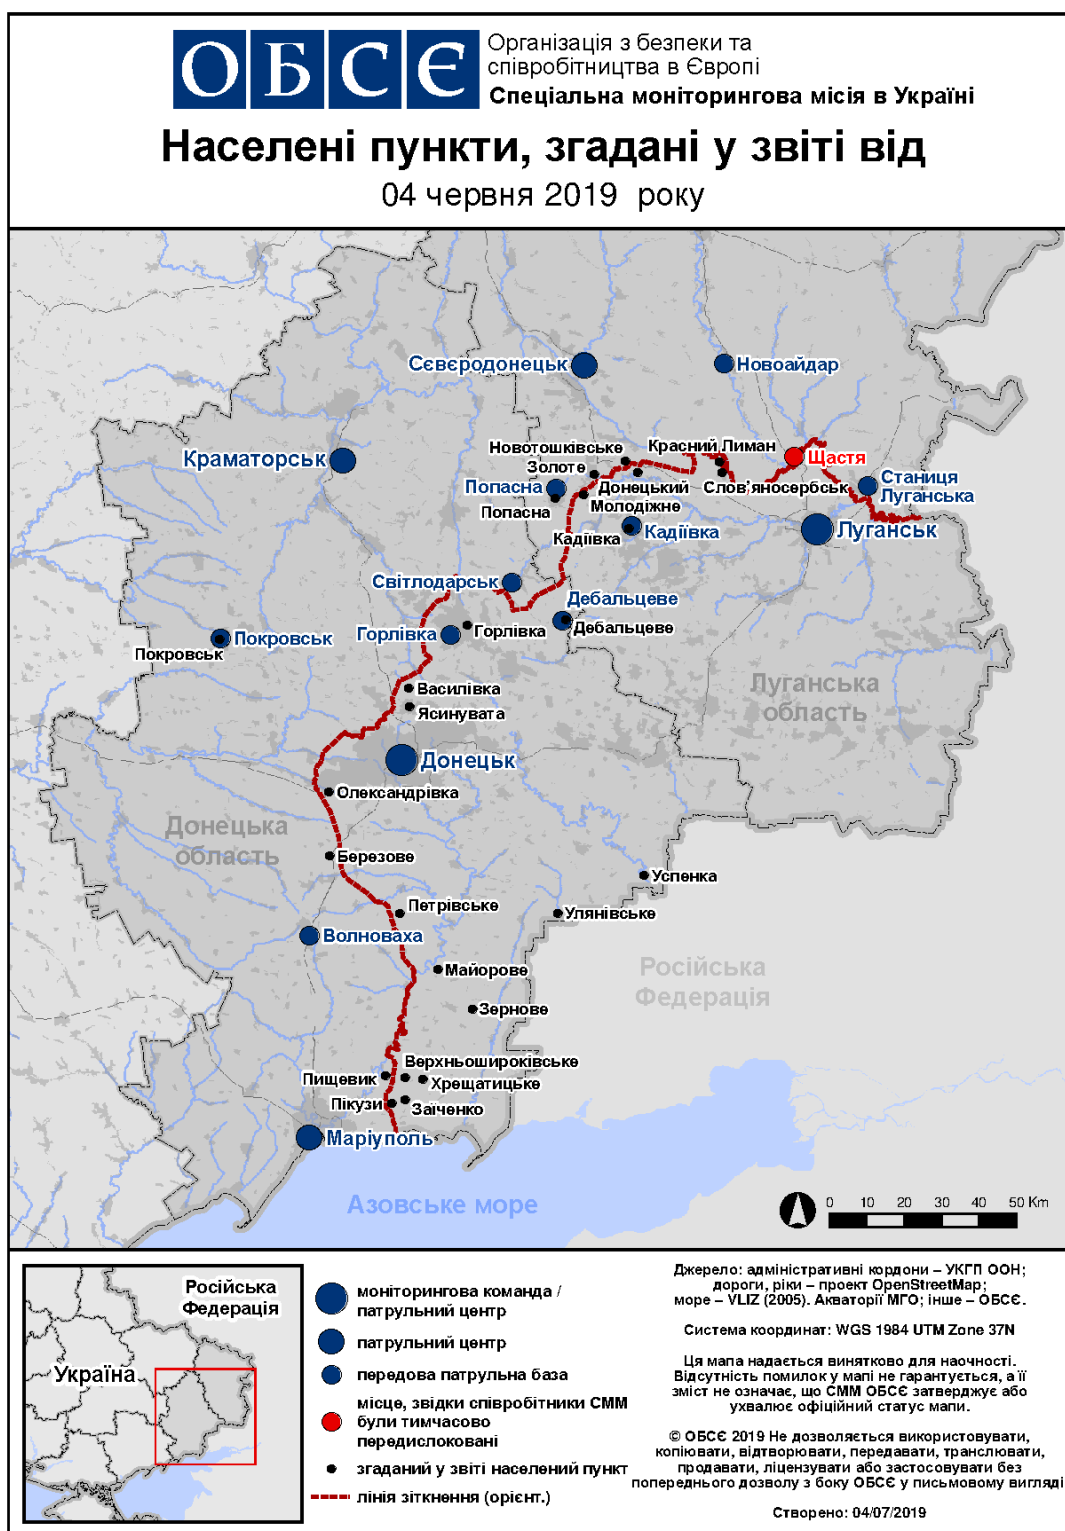 ОБСЄ
Організація з безпеки та
співробітництва в Європі
Спеціальна моніторингова місія в Україні
Населені пункти, згадані у звіті від
04 червня 2019 року
Сєвєродонецьк
Новоайдар
Краматорськ
Новотошківське
Красний Лиман
Щастя
Золоте
Попасна
Донецький
Слов'яносербськ
Станиця
Луганська
Попасна
Молодіжне
Кадіївка
Кадіївка
Луганськ
Світлодарськ
Дебальцеве
Горлівка
Горлівка
Дебальцеве
Покровськ
Покровськ
Василівка
Ясинувата
Луганська
область
Донецьк
Олександрівка
Донецька
область
Березове
Успенка
Петрівське
Улянівське
Волноваха
Майорове
Російська
Федерація
Зернове
Верхньошироківське
Пищевик
Хрещатицьке
Пікузи
Заїченко
Маріуполь
Азовське море
0 10 20 30 40 50 Km
Російська
Федерація
Україна
моніторингова команда /
патрульний центр
патрульний центр
передова патрульна база
місце, звідки співробітники СММ
були тимчасово
передислоковані
згаданий у звіті населений пункт
лінія зіткнення (орієнт.)
Джерело: адміністративні кордони – УКГП ООН;
дороги, ріки – проект OpenStreetMap;
море – VLIZ (2005). Акваторії МГО; інше – ОБСЄ.
Система координат: WGS 1984 UTM Zone 37N
Ця мапа надається винятково для наочності.
Відсутність помилок у мапі не гарантується, а її
зміст не означає, що СММ ОБСЄ затверджує або
ухвалює офіційний статус мапи.
© ОБСЄ 2019 Не дозволяється використовувати,
копіювати, відтворювати, передавати, транслювати,
продавати, ліцензувати або застосовувати без
попереднього дозволу з боку ОБСЄ у письмовому вигляді
Створено: 04/07/2019